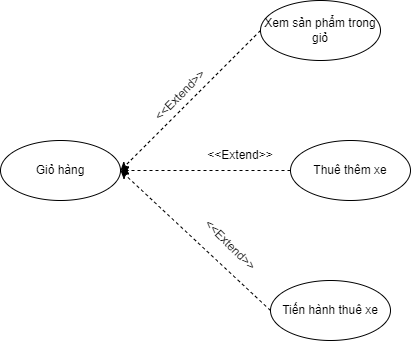 Xem sản phẩm trong
giỏ
<<Extend>>
<<Extend>>
Giỏ hàng
Thuê thêm xe
<<Extend>>
Tiến hành thuê xe